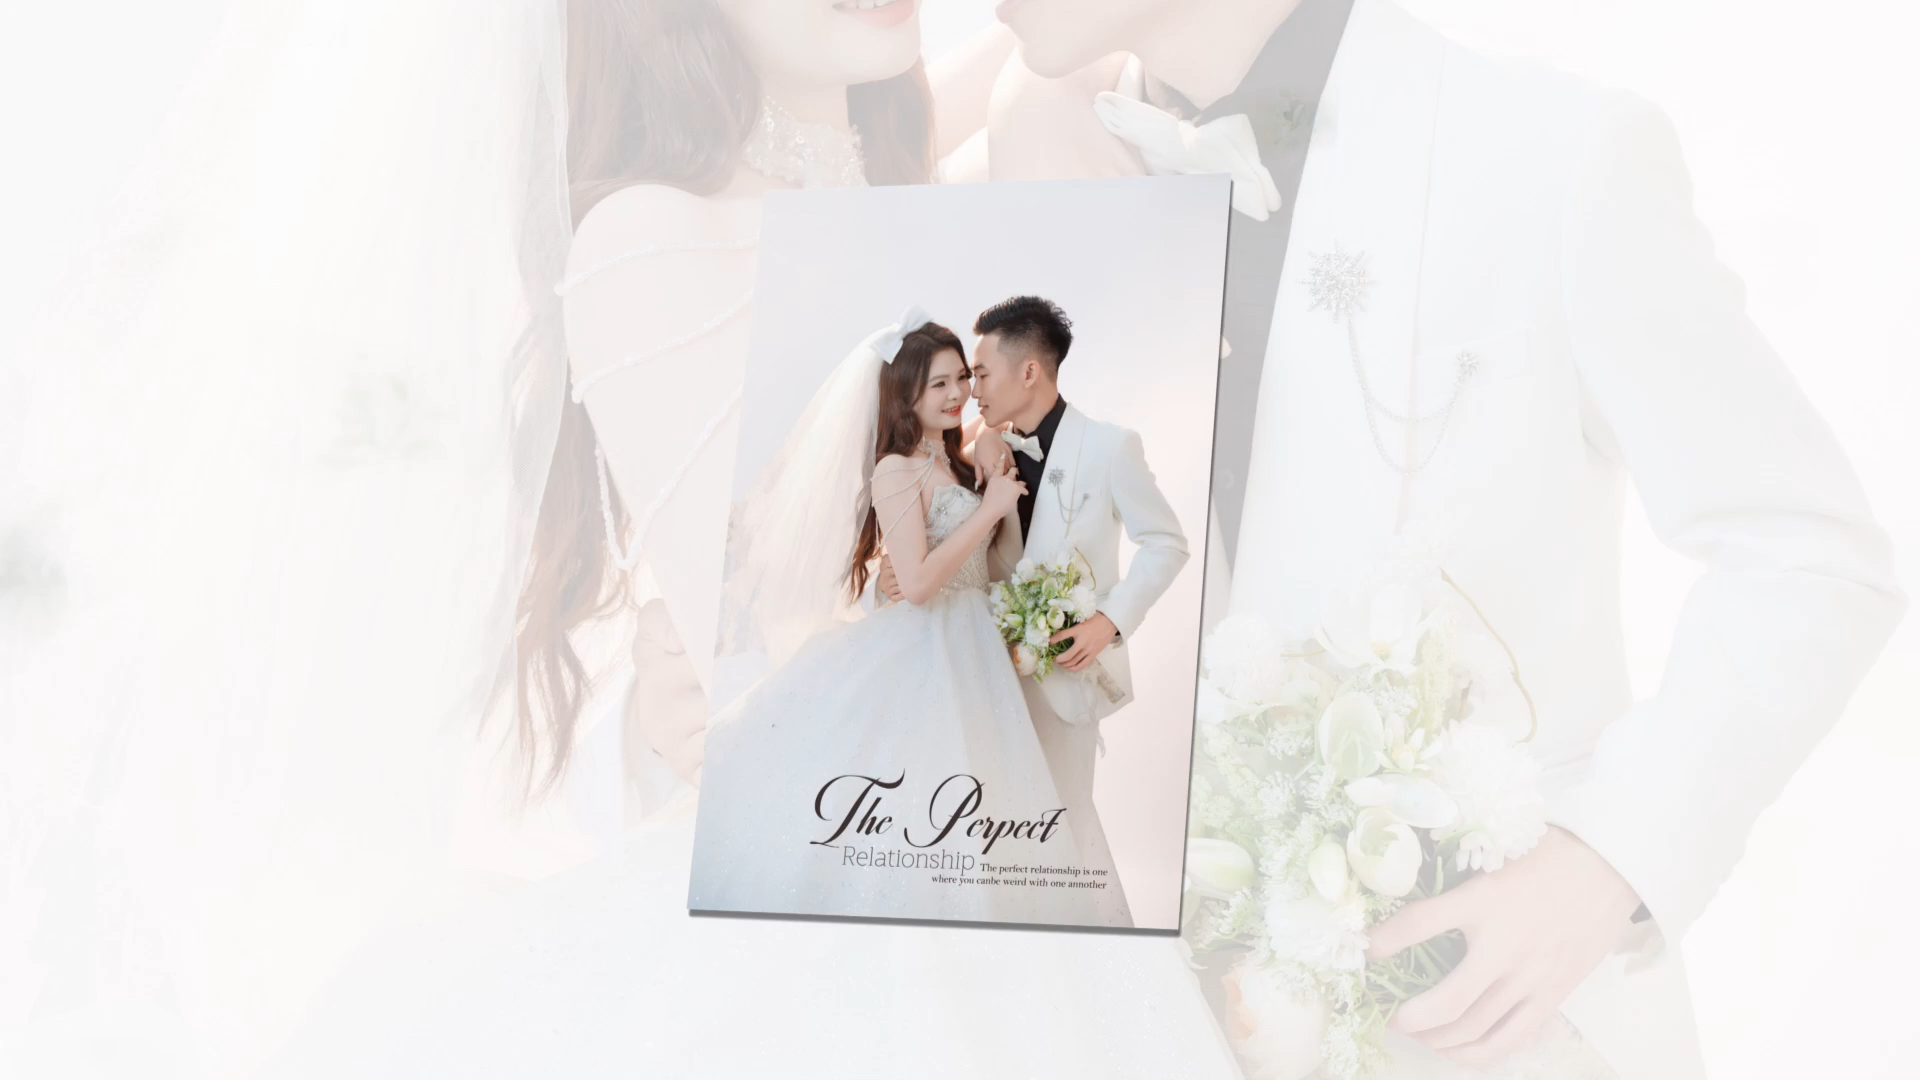 The Perpect
Relationship
The perfect relationship is one
where you canbe weird with one annother